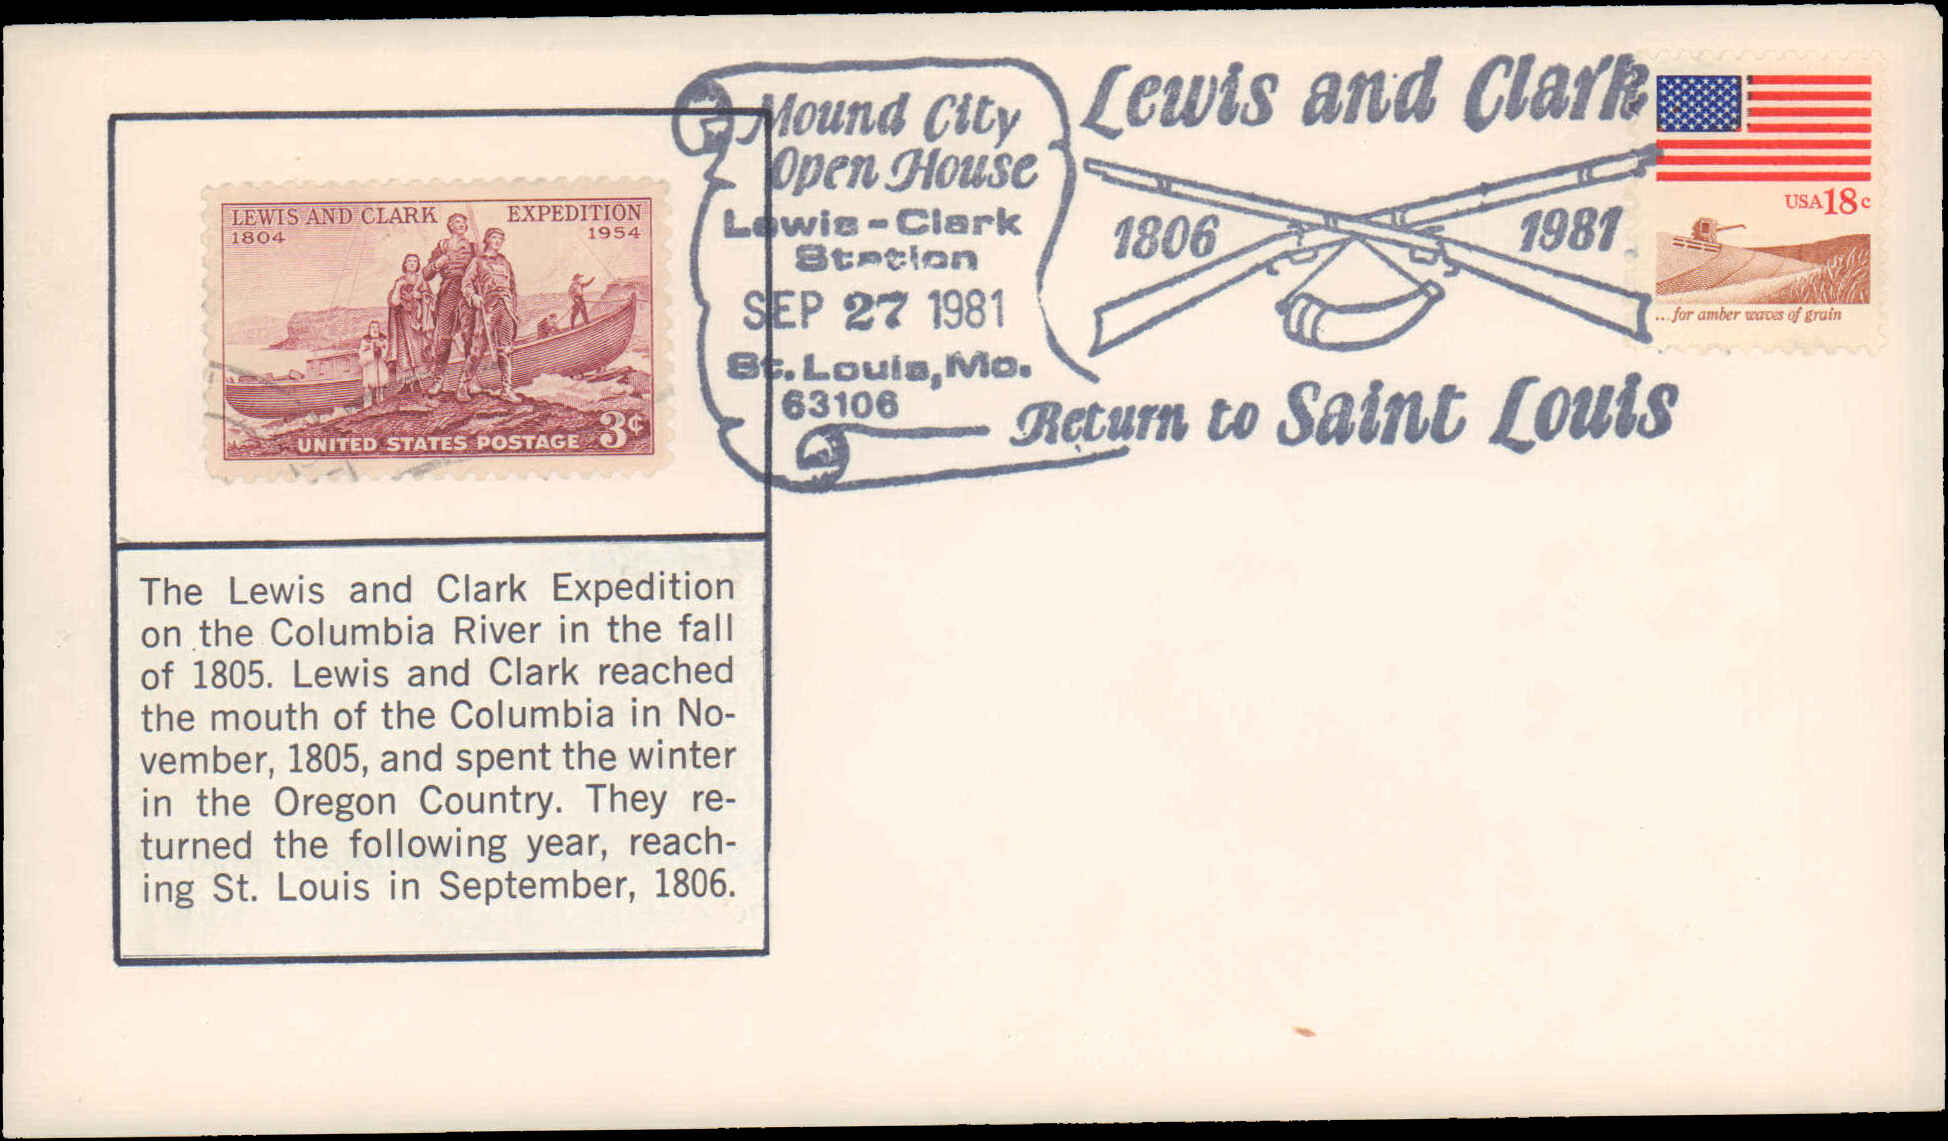 LEWIS AND CLARK EXPEDITION
1804 1954
UNITED STATES POSTAGE 3¢
The Lewis and Clark Expedition
on the Columbia River in the fall
of 1805. Lewis and Clark reached
the mouth of the Columbia in No-
vember, 1805, and spent the winter
in the Oregon Country. They re-
turned the following year, reach-
ing St. Louis in September, 1806.
Mound City
Open House
Lewis-Clark
Station
SEP 27 1981
St. Louis, Mo.
63106
Lewis and Clark
1806 1981
Return to Saint Louis
USA 18c
...for amber waves of grain